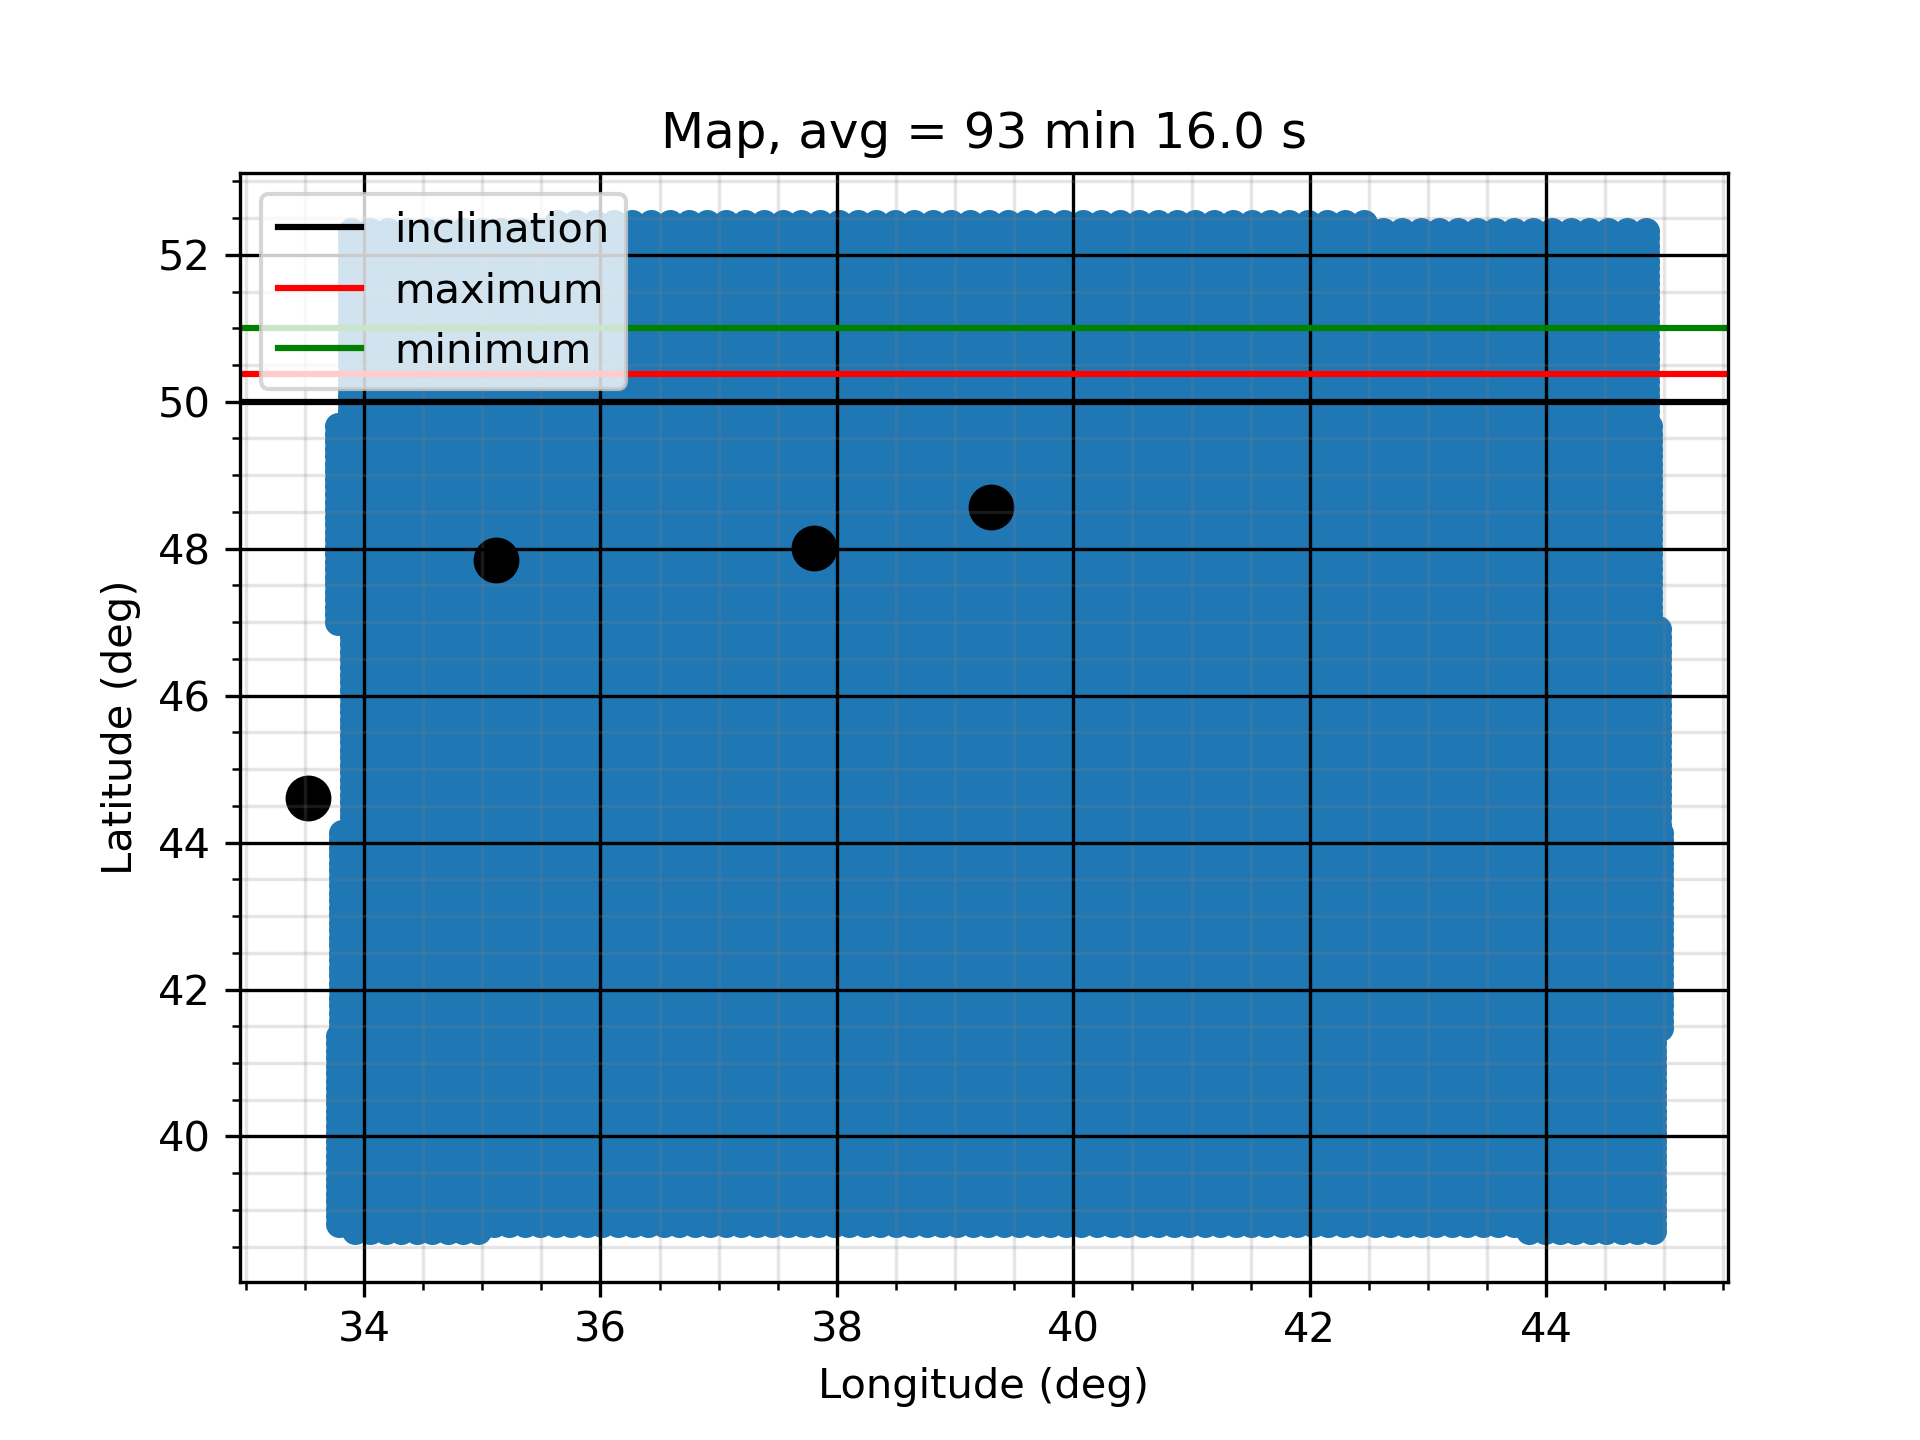 Map, avg = 93 min 16.0 s
inclination
maximum
minimum
52
50
48
46
44
42
40
Latitude (deg)
34 36 38 40 42 44
Longitude (deg)